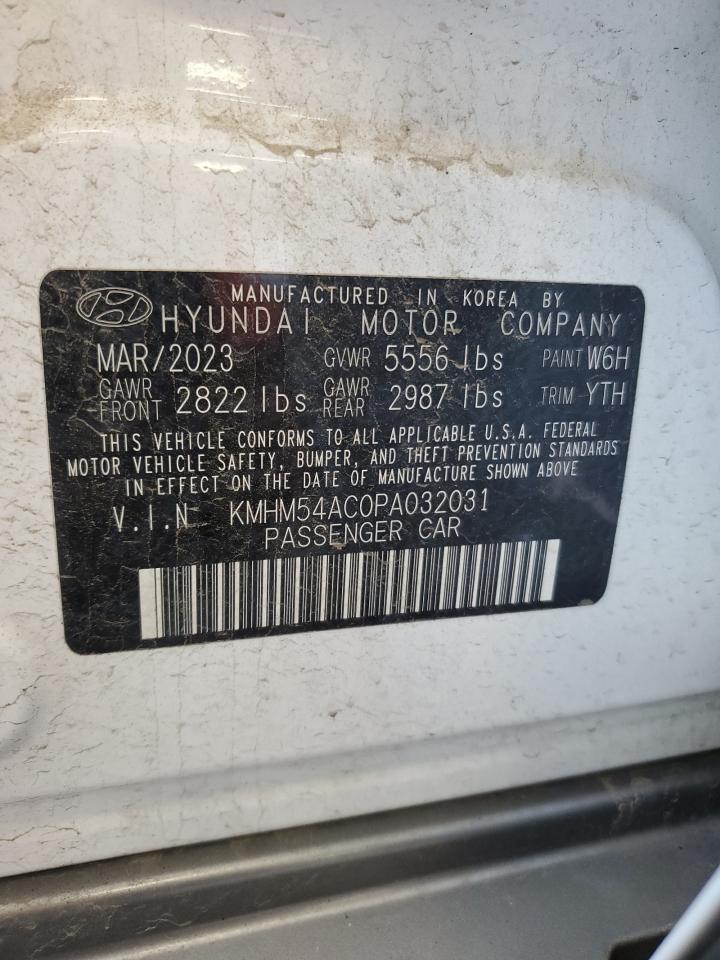 MANUFACTURED IN KOREA BY
HYUNDAI MOTOR COMPANY
MAR/2023 GVWR 5556 lbs PAINT W6H
GAWR FRONT 2822 lbs GAWR REAR 2987 lbs TRIM YTH
THIS VEHICLE CONFORMS TO ALL APPLICABLE U.S.A. FEDERAL
MOTOR VEHICLE SAFETY, BUMPER, AND THEFT PREVENTION STANDARDS
IN EFFECT ON THE DATE OF MANUFACTURE SHOWN ABOVE
V.I.N KMHM54AC0PA032031
PASSENGER CAR